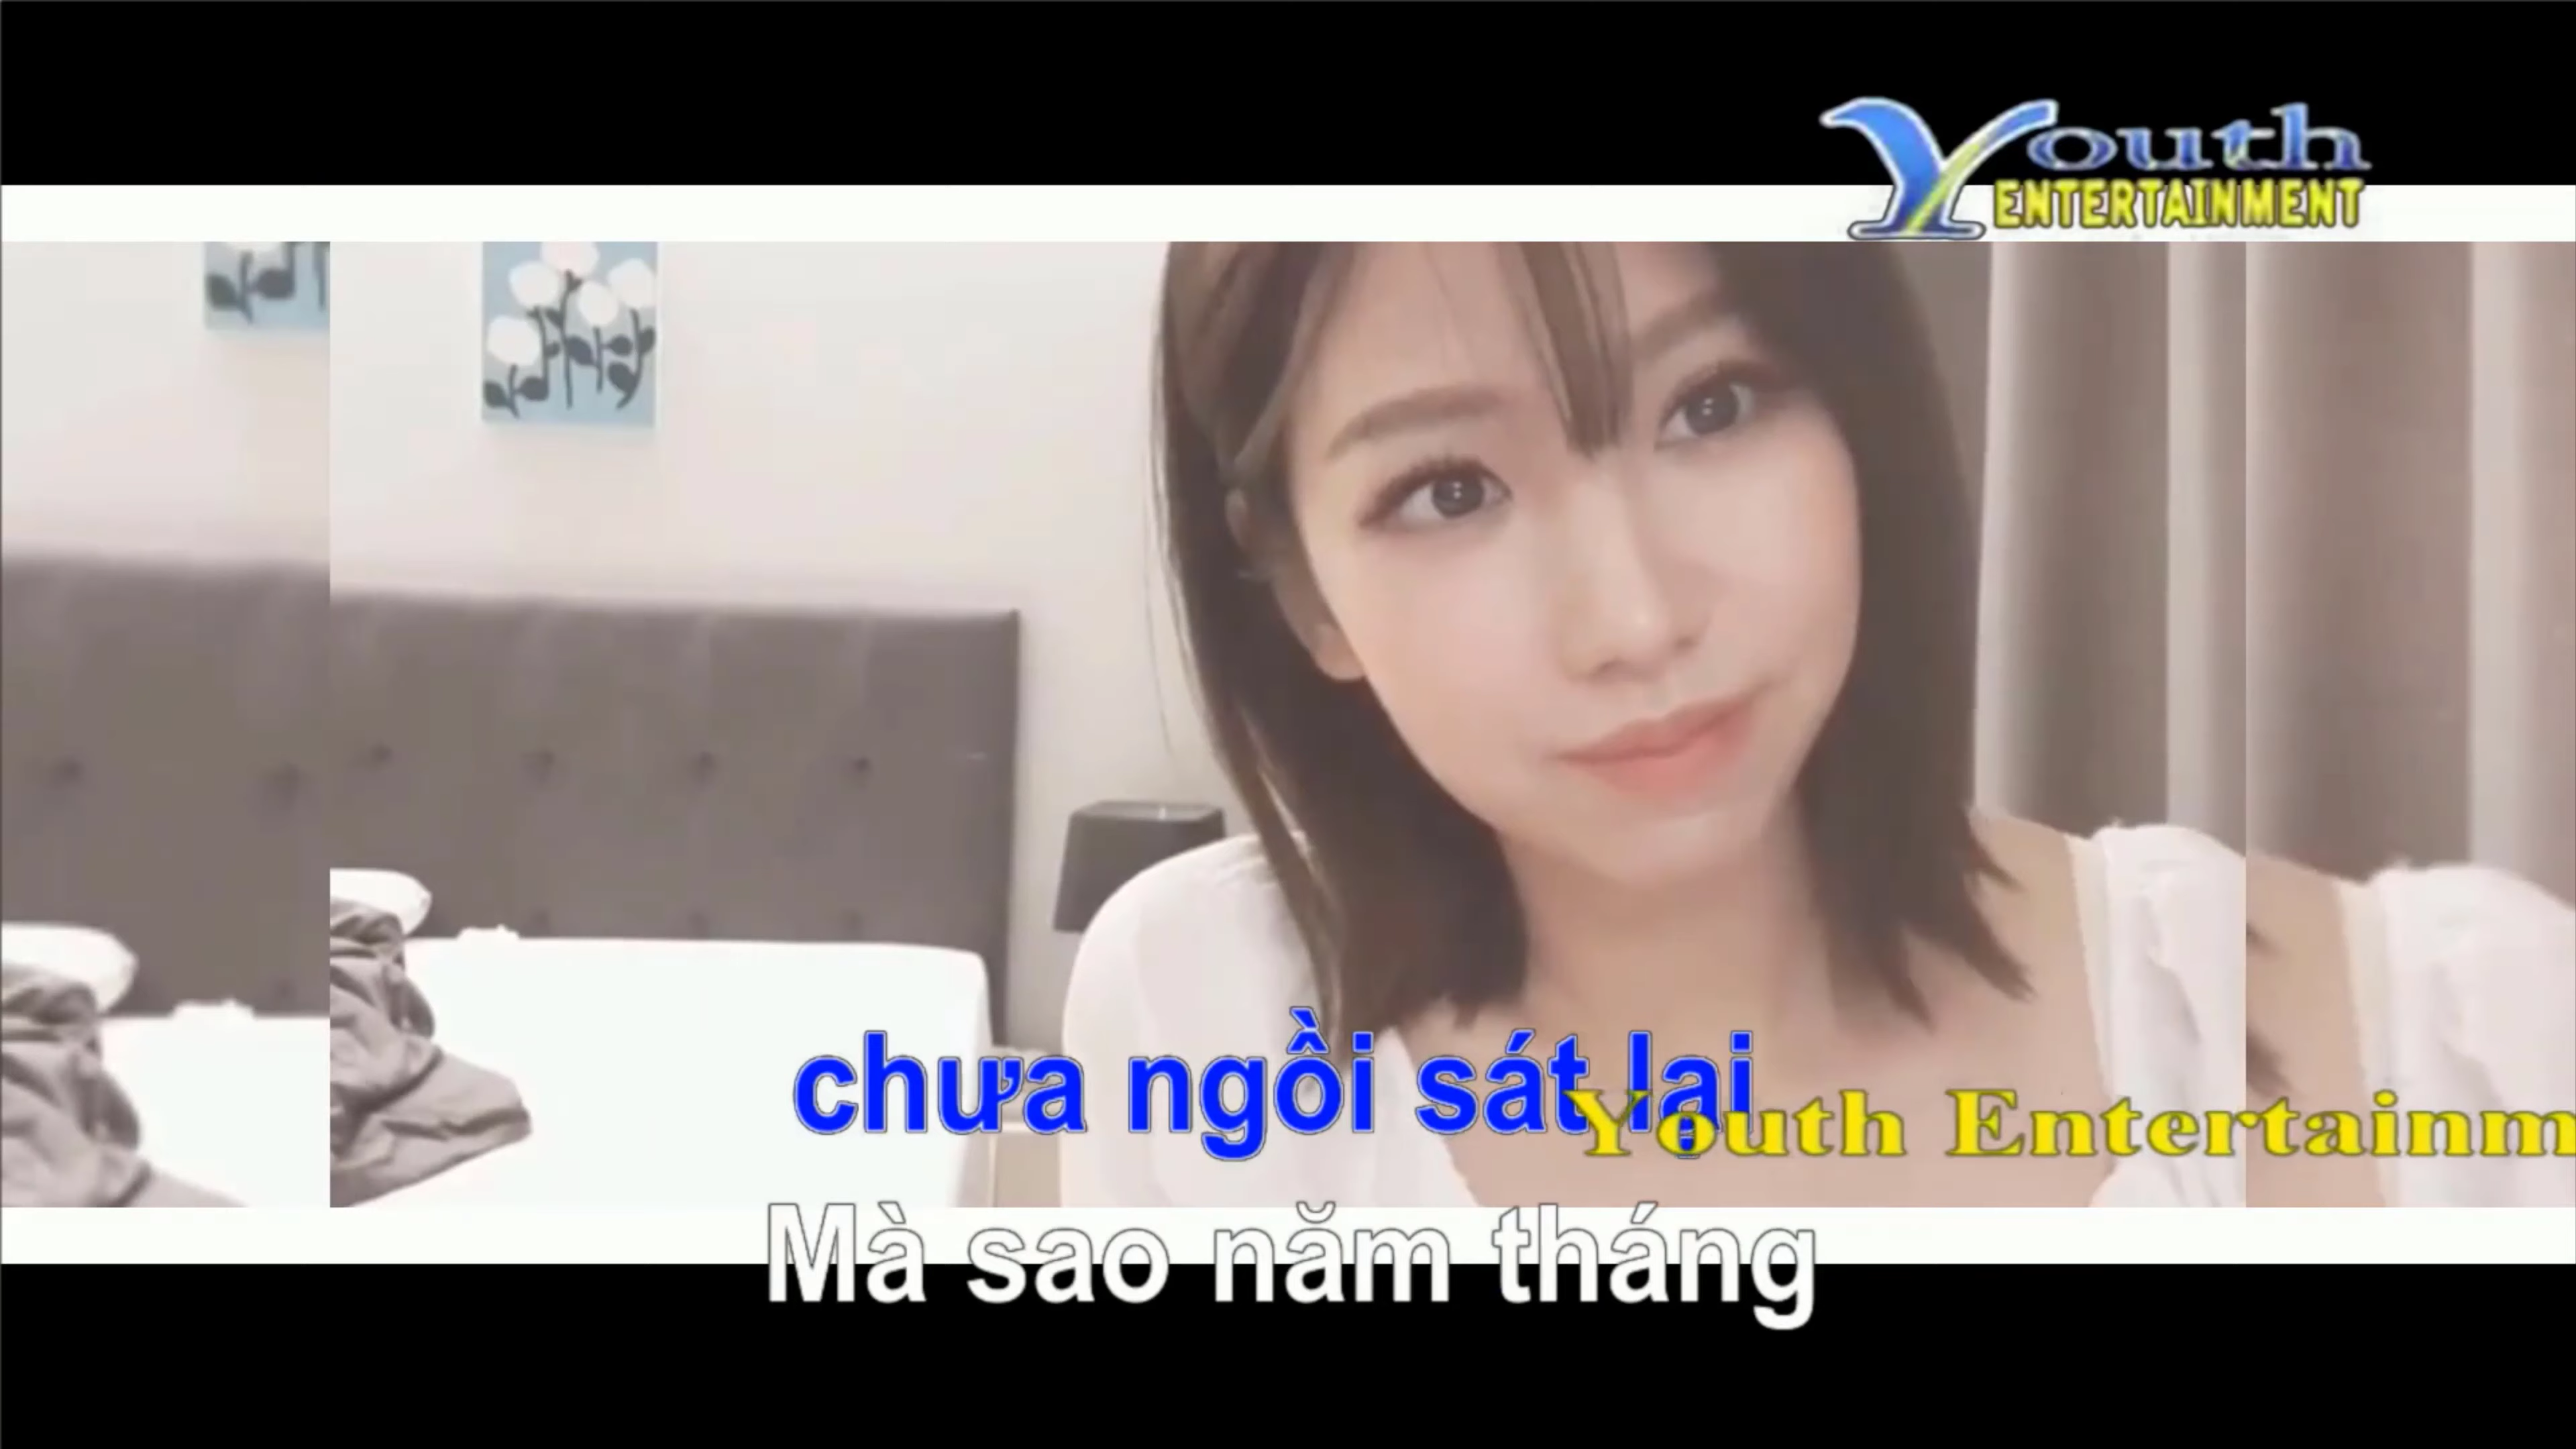 Youth
ENTERTAINMENT
chưa ngồi sát lại
Youth Entertainm
Mà sao năm tháng